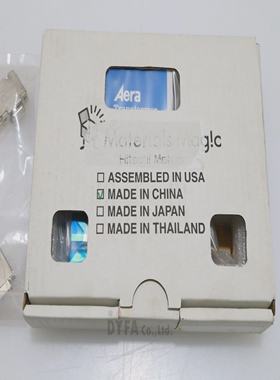 Aera
Materials magic
Hitachi Metals
ASSEMBLED IN USA
MADE IN CHINA
MADE IN JAPAN
MADE IN THAILAND
DYFA Co.,Ltd.